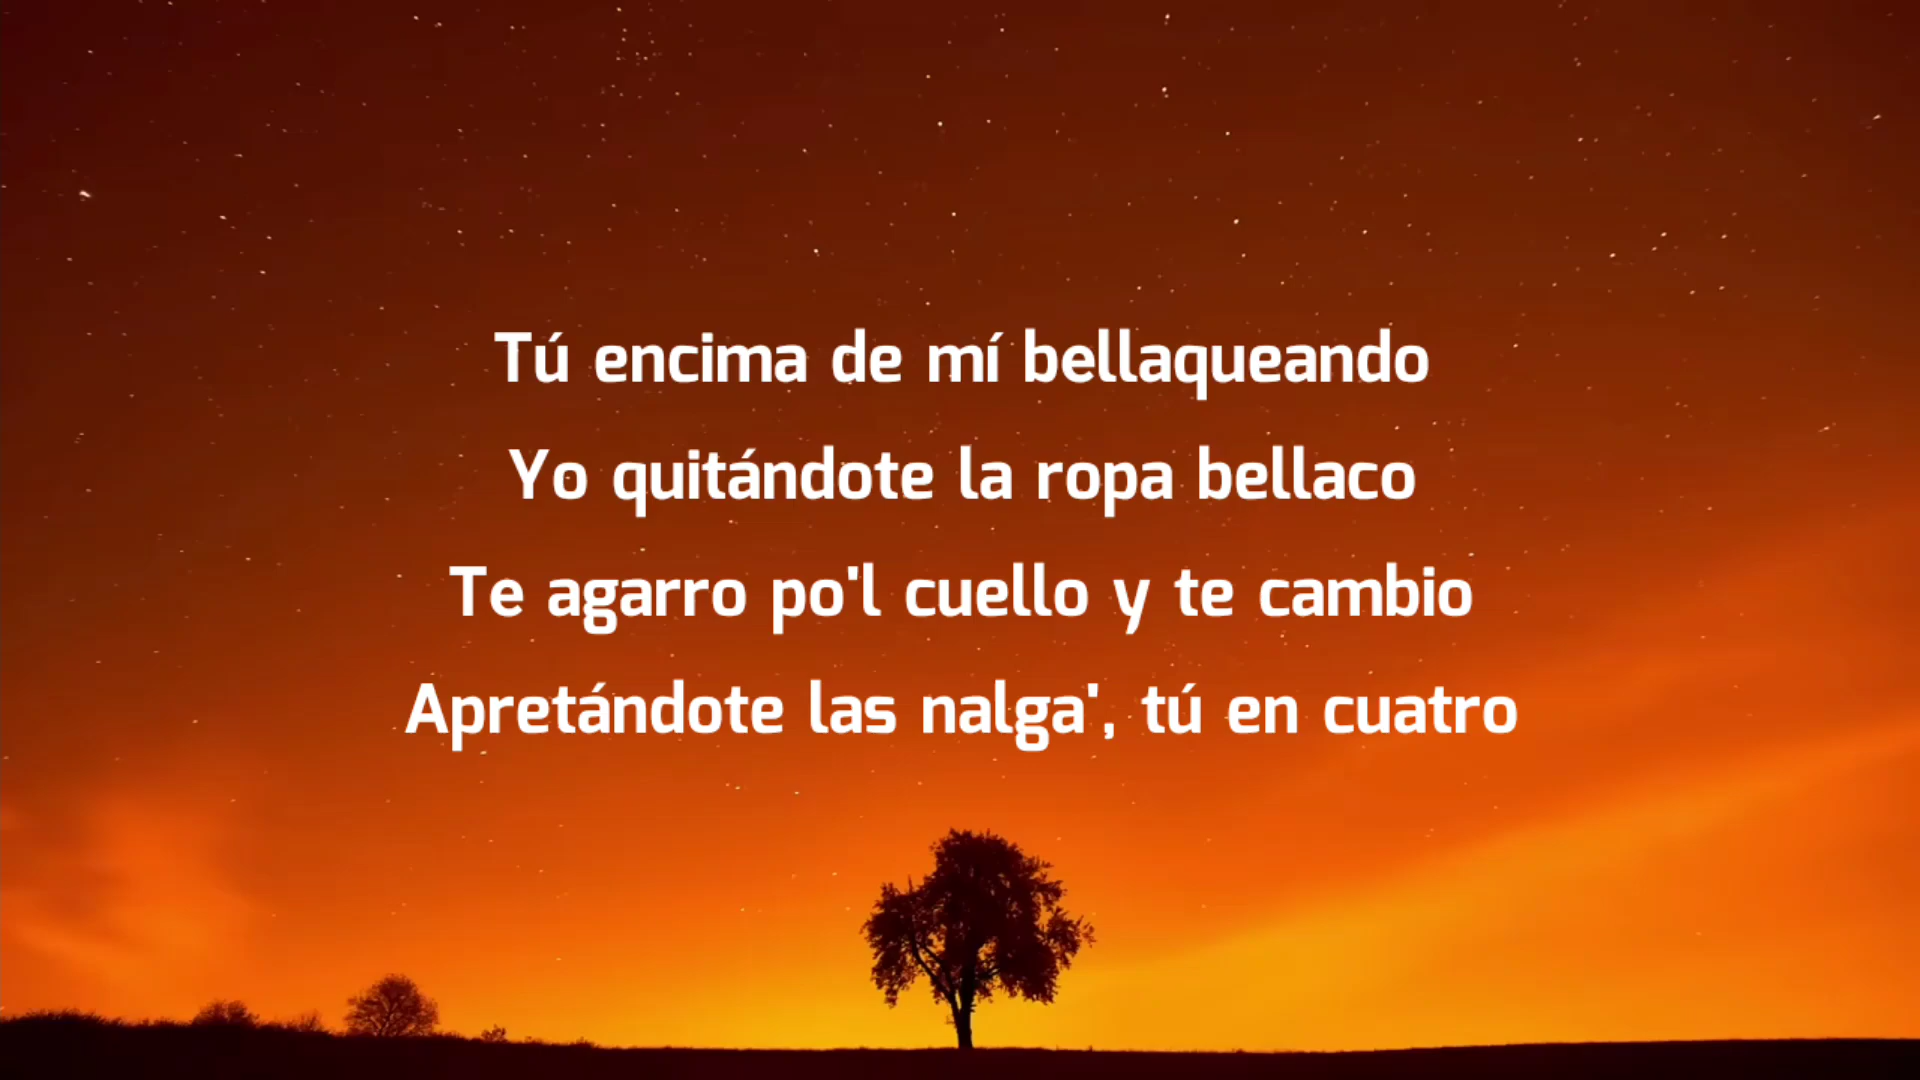 Tú encima de mí bellaqueando
Yo quitándote la ropa bellaco
Te agarro po'l cuello y te cambio
Apretándote las nalga', tú en cuatro